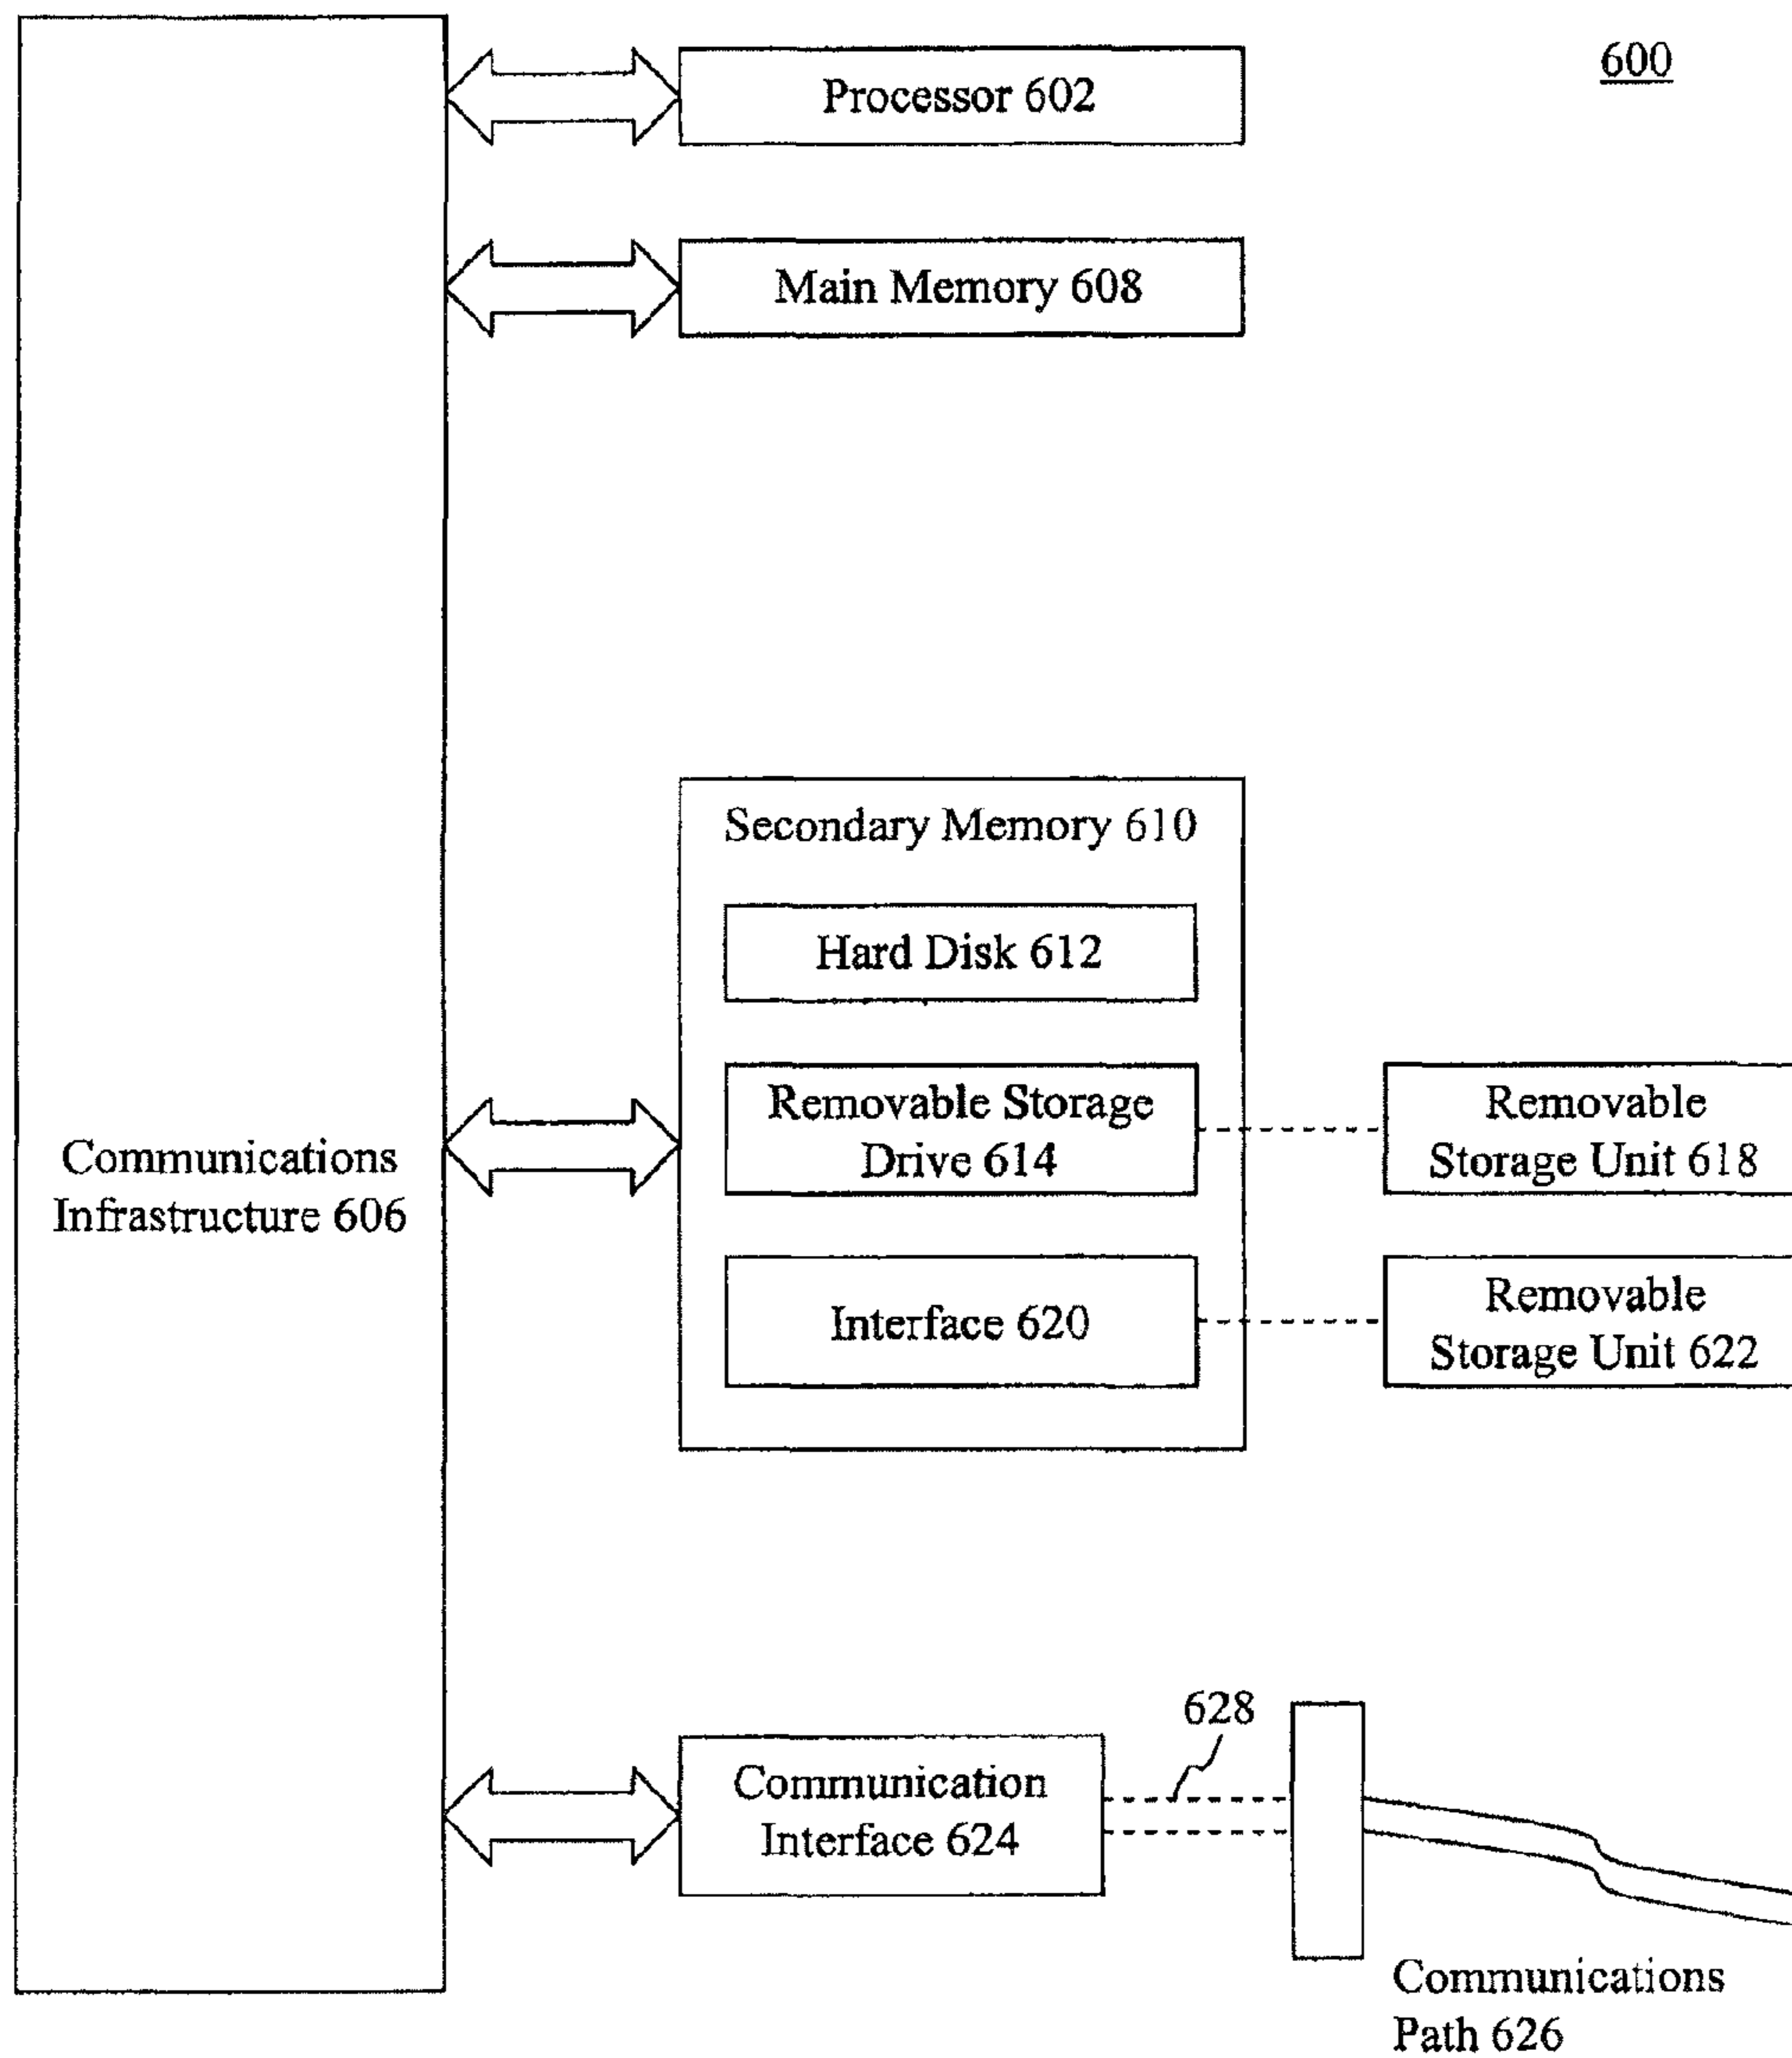 600
Processor 602
Main Memory 608
Secondary Memory 610
Hard Disk 612
Removable Storage
Drive 614
Removable
Storage Unit 618
Communications
Infrastructure 606
Interface 620
Removable
Storage Unit 622
628
Communication
Interface 624
Communications
Path 626